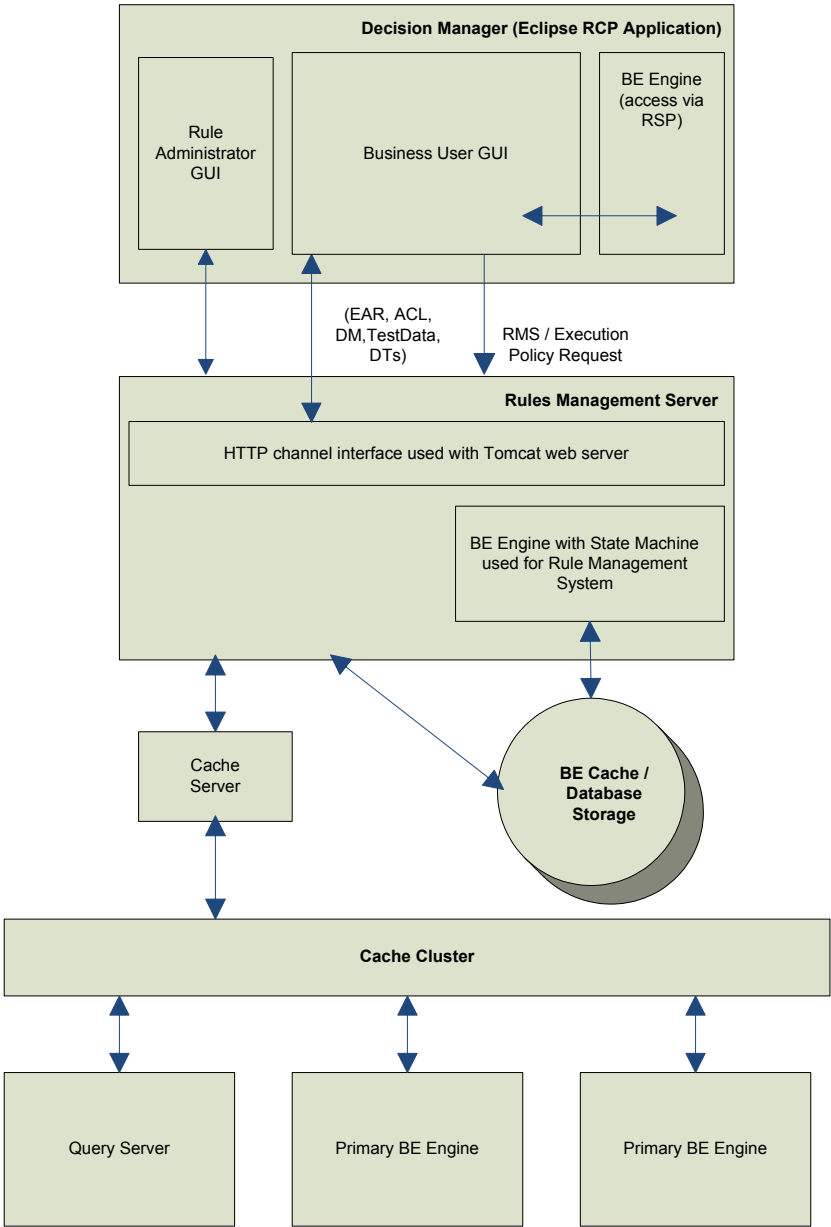 Decision Manager (Eclipse RCP Application)
Rule
Administrator
GUI
Business User GUI
BE Engine
(access via
RSP)
(EAR, ACL,
DM,TestData,
DTs)
RMS / Execution
Policy Request
Rules Management Server
HTTP channel interface used with Tomcat web server
BE Engine with State Machine
used for Rule Management
System
Cache
Server
BE Cache /
Database
Storage
Cache Cluster
Query Server
Primary BE Engine
Primary BE Engine